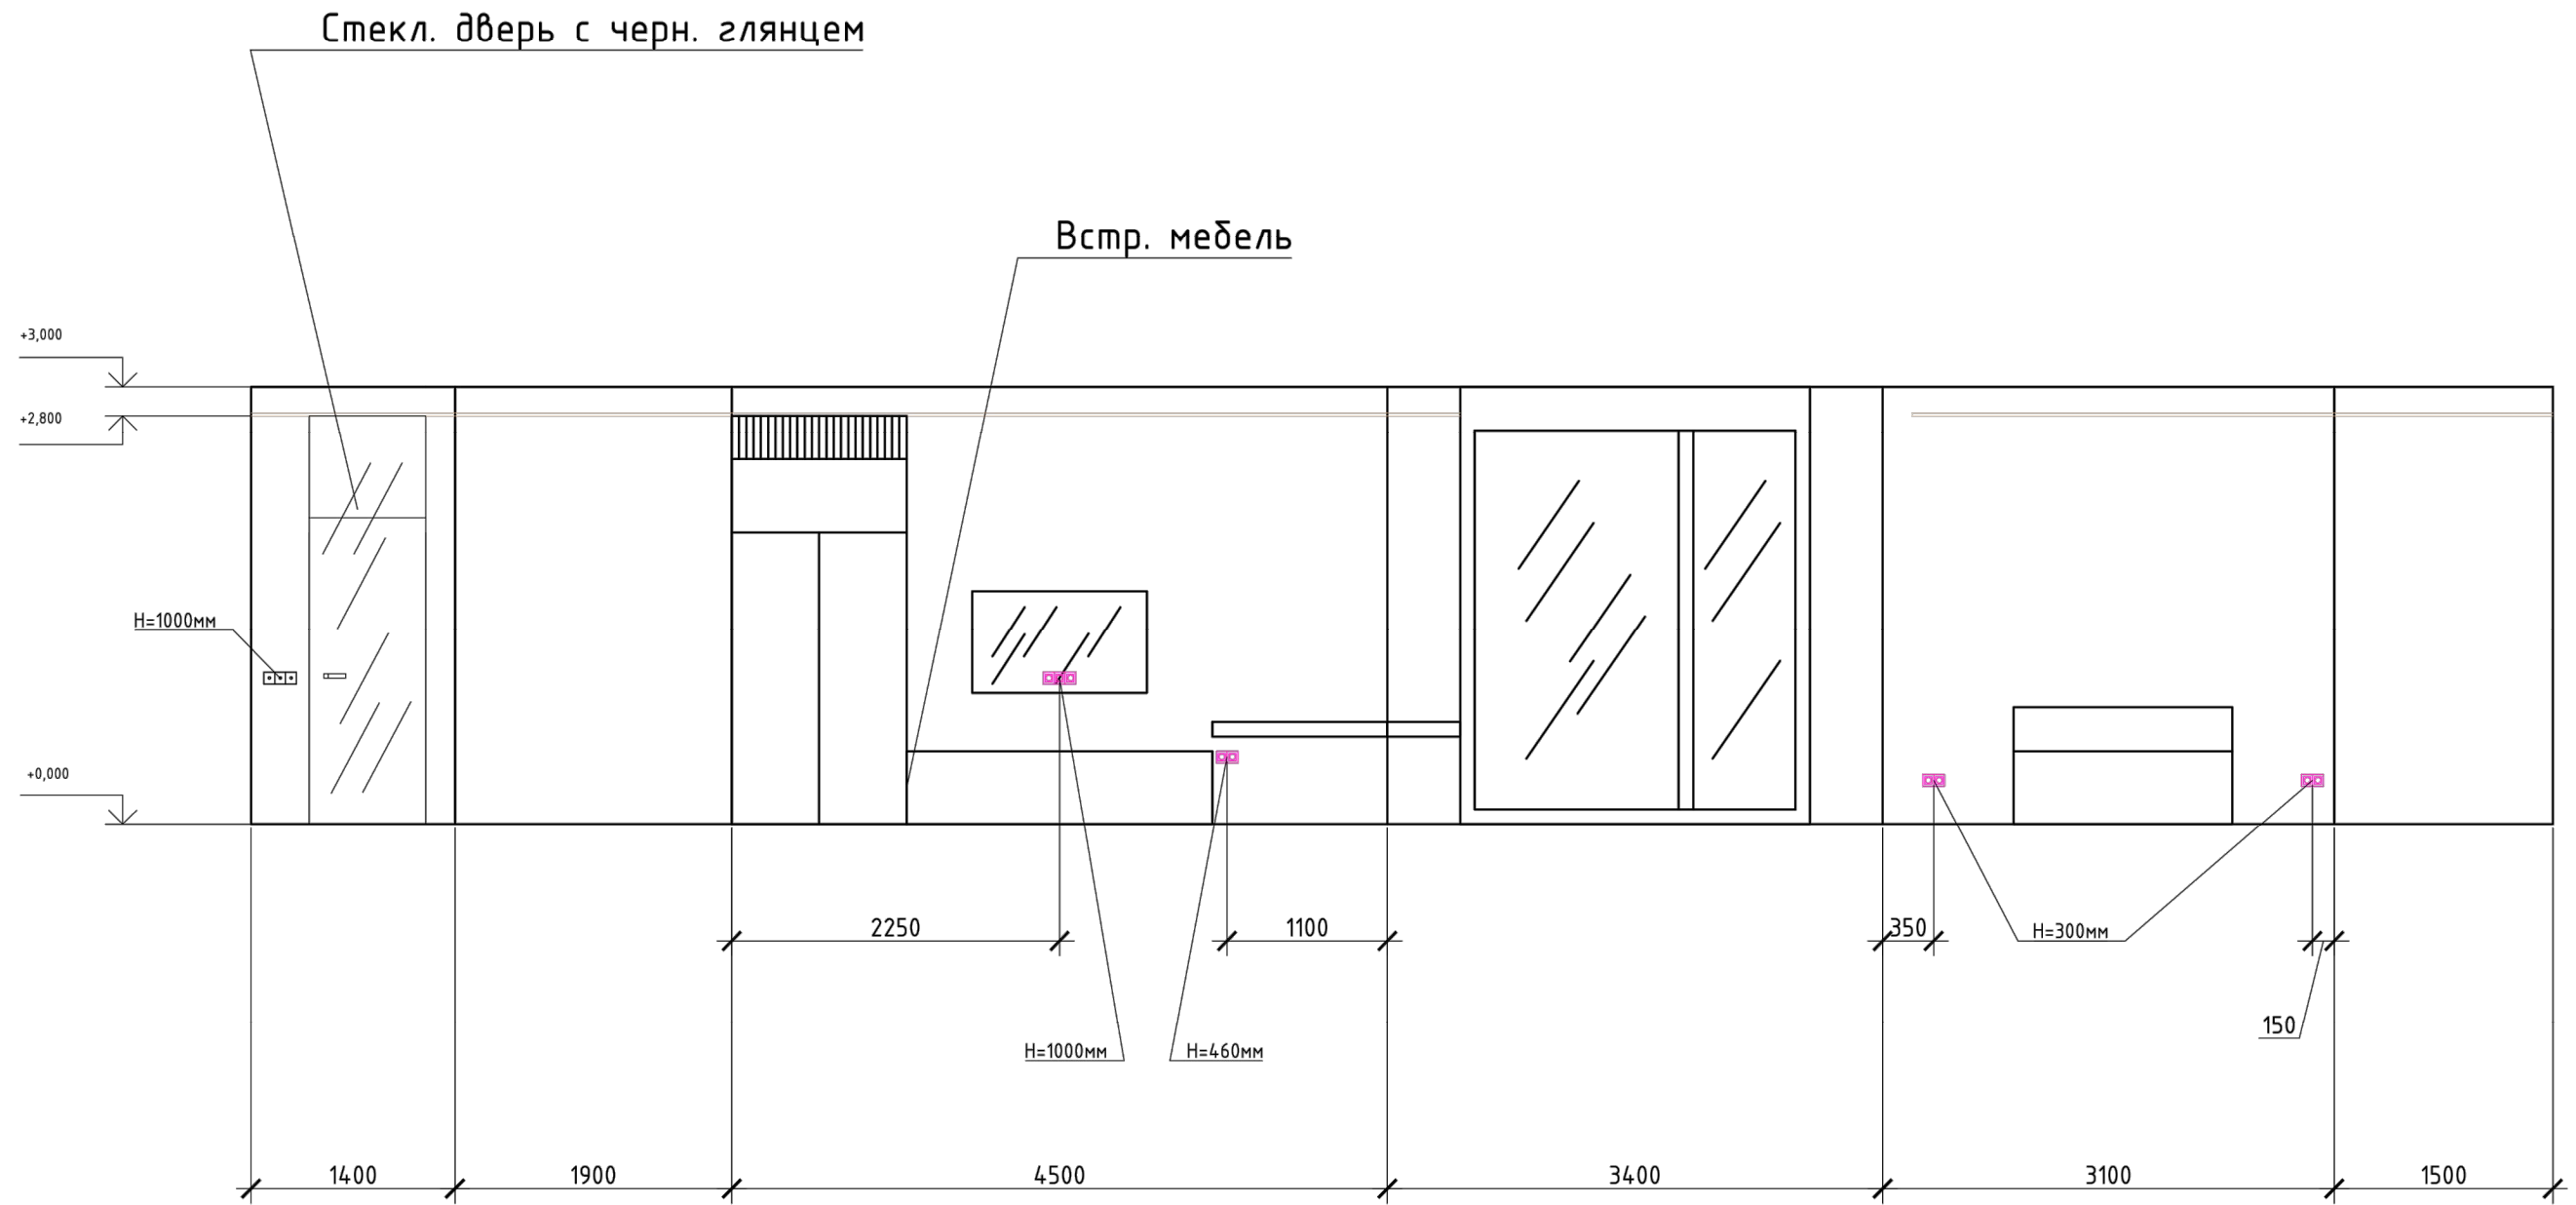 Стекл. дверь с черн. глянцем
Встр. мебель
+3,000
+2,800
H=1000мм
+0,000
2250
1100
350
H=300мм
150
H=1000мм
H=460мм
1400
1900
4500
3400
3100
1500